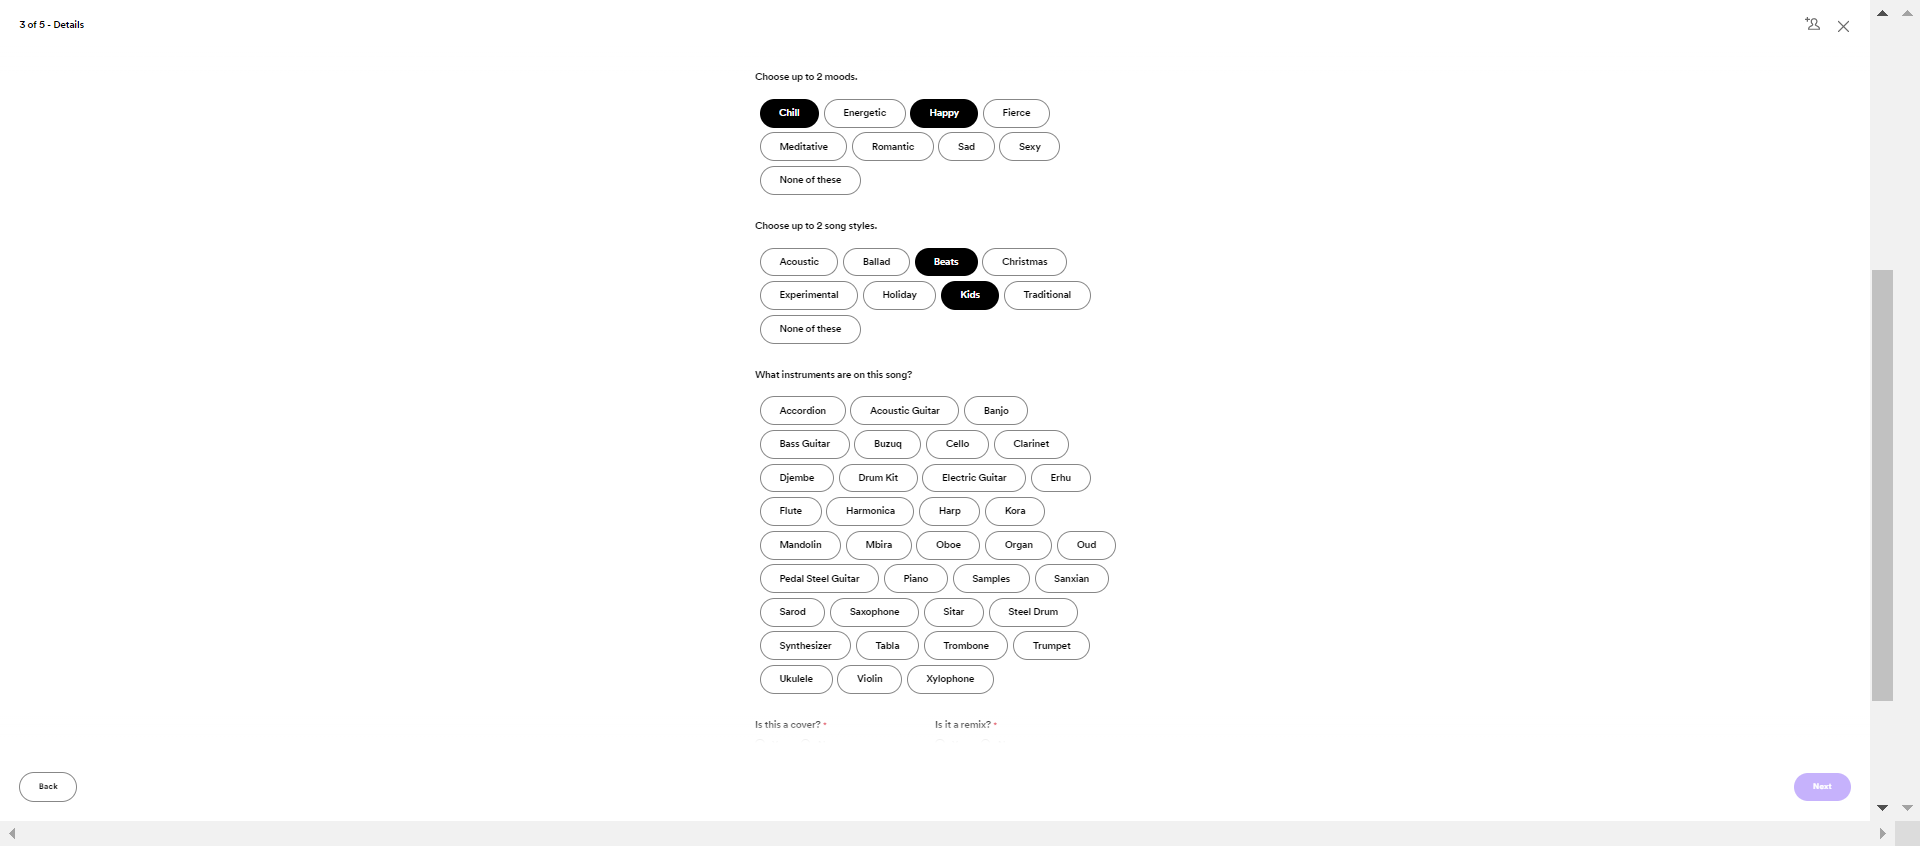 3 of 5 - Details
Choose up to 2 moods.
Chill Energetic Happy Fierce
Meditative Romantic Sad Sexy
None of these
Choose up to 2 song styles.
Acoustic Ballad Beats Christmas
Experimental Holiday Kids Traditional
None of these
What instruments are on this song?
Accordion Acoustic Guitar Banjo
Bass Guitar Buzuq Cello Clarinet
Djembe Drum Kit Electric Guitar Erhu
Flute Harmonica Harp Kora
Mandolin Mbira Oboe Organ Oud
Pedal Steel Guitar Piano Samples Sanxian
Sarod Saxophone Sitar Steel Drum
Synthesizer Tabla Trombone Trumpet
Ukulele Violin Xylophone
Is this a cover? * Is it a remix? *
Back Next